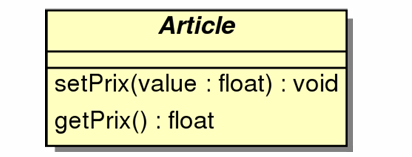 Article
setPrix(value : float) : void
getPrix() : float